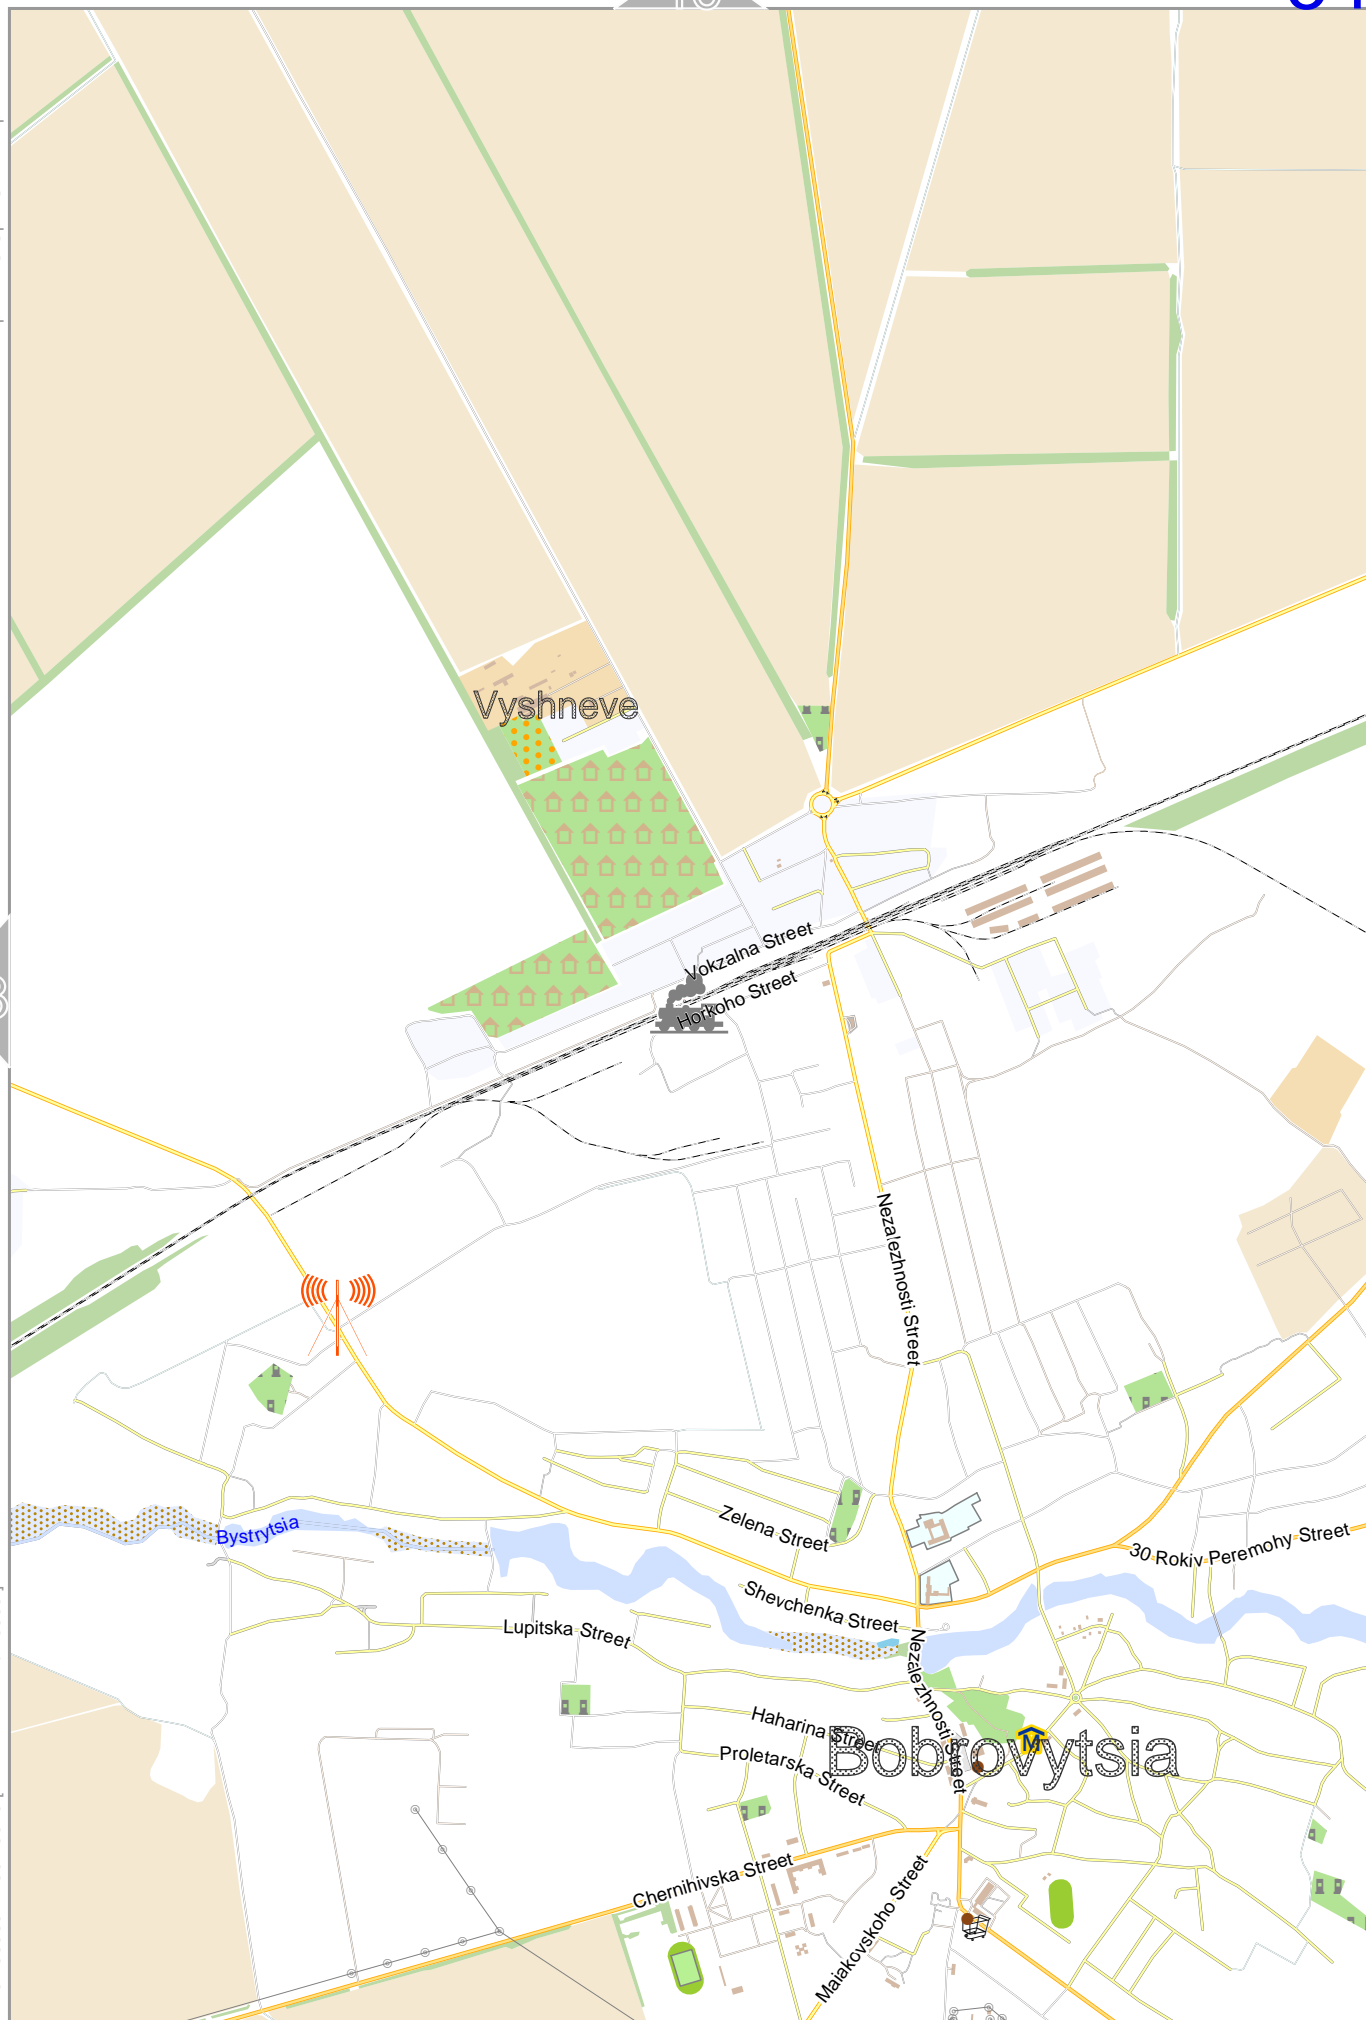 Vyshneve
Vokzalna Street
Horkoho Street
Nezalezhnosti Street
Zelena Street
Bystrytsia
30 Rokiv Peremohy Street
Shevchenka Street
Lupitska Street
Nezalezhnosti Street
Haharina Street
Bobrovytsia
M
Proletarska Street
Chernihivska Street
Maiakovskoho Street